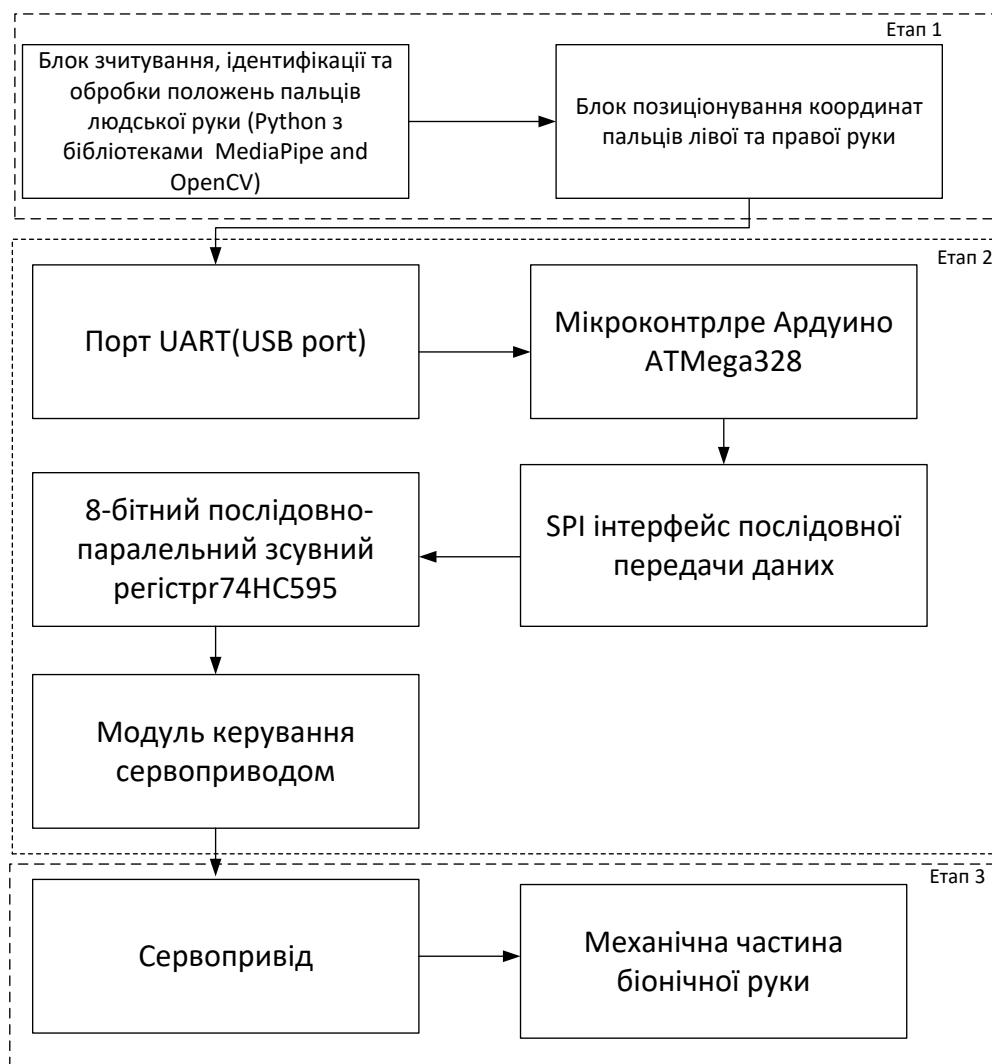 Етап 1
Блок зчитування, ідентифікації та
обробки положень пальців
людської руки (Python з
бібліотеками MediaPipe and
OpenCV)
Блок позиціонування координат
пальців лівої та правої руки
Етап 2
Порт UART(USB port)
Мікроконтрлре Ардуино
ATMega328
8-бітний послідовно-
паралельний зсувний
регістрr74HC595
SPI інтерфейс послідовної
передачи даних
Модуль керування
сервоприводом
Етап 3
Сервопривід
Механічна частина
біонічної руки